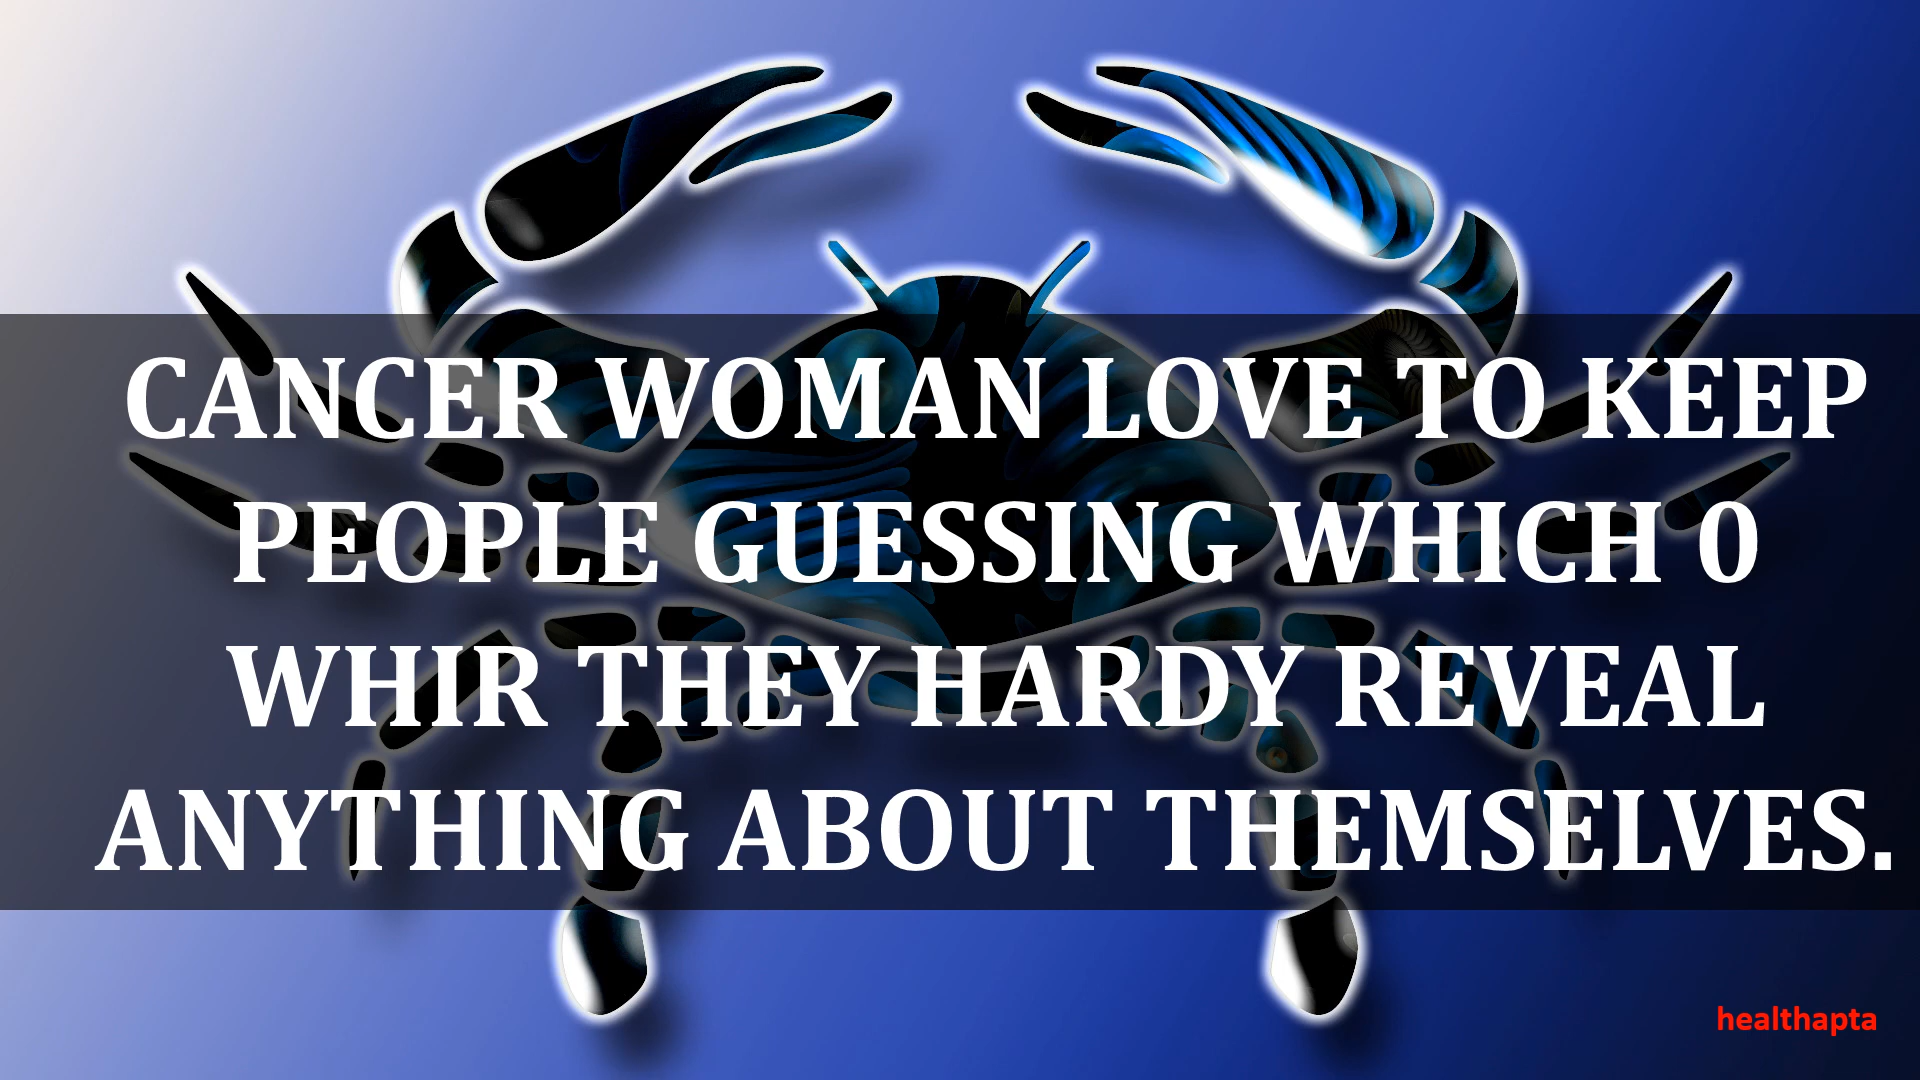 CANCER WOMAN LOVE TO KEEP
PEOPLE GUESSING WHICH 0
WHIR THEY HARDY REVEAL
ANYTHING ABOUT THEMSELVES.
healthapta